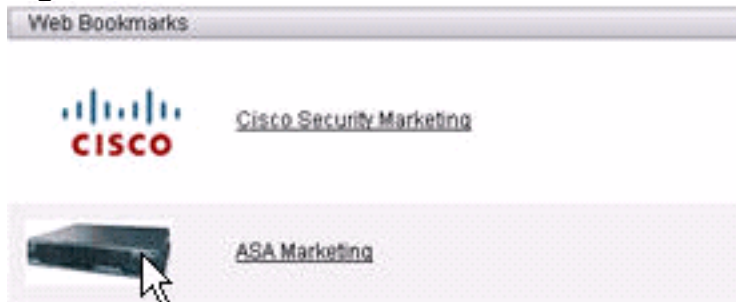 Web Bookmarks
CISCO
Cisco Security Marketing
ASA Marketing